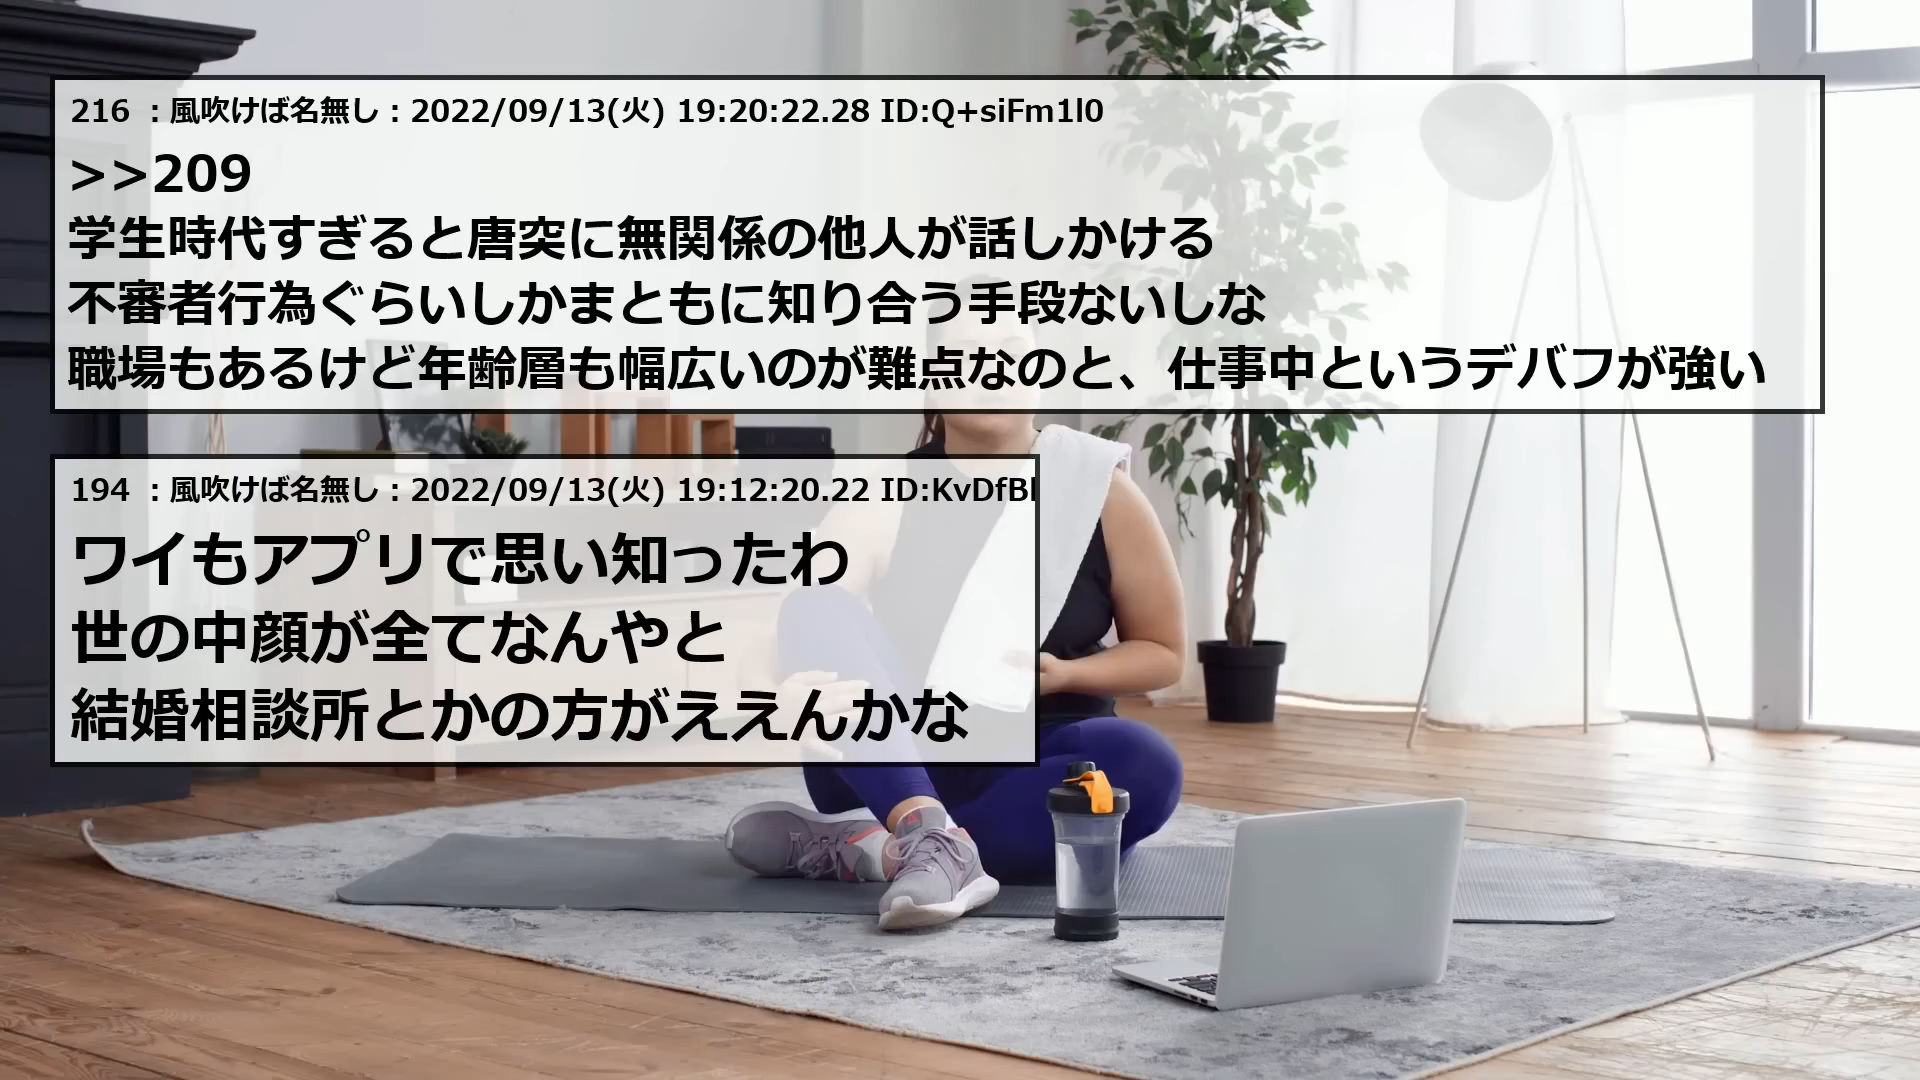 216 ：風吹けば名無し：2022/09/13(火) 19:20:22.28 ID:Q+siFm1l0
>>209
学生時代すぎると唐突に無関係の他人が話しかける
不審者行為ぐらいしかまともに知り合う手段ないしな
職場もあるけど年齢層も幅広いのが難点なのと、仕事中というデバフが強い
194 ：風吹けば名無し：2022/09/13(火) 19:12:20.22
ワイもアプリで思い知ったわ
世の中顔が全てなんやと
結婚相談所とかの方がええんかな